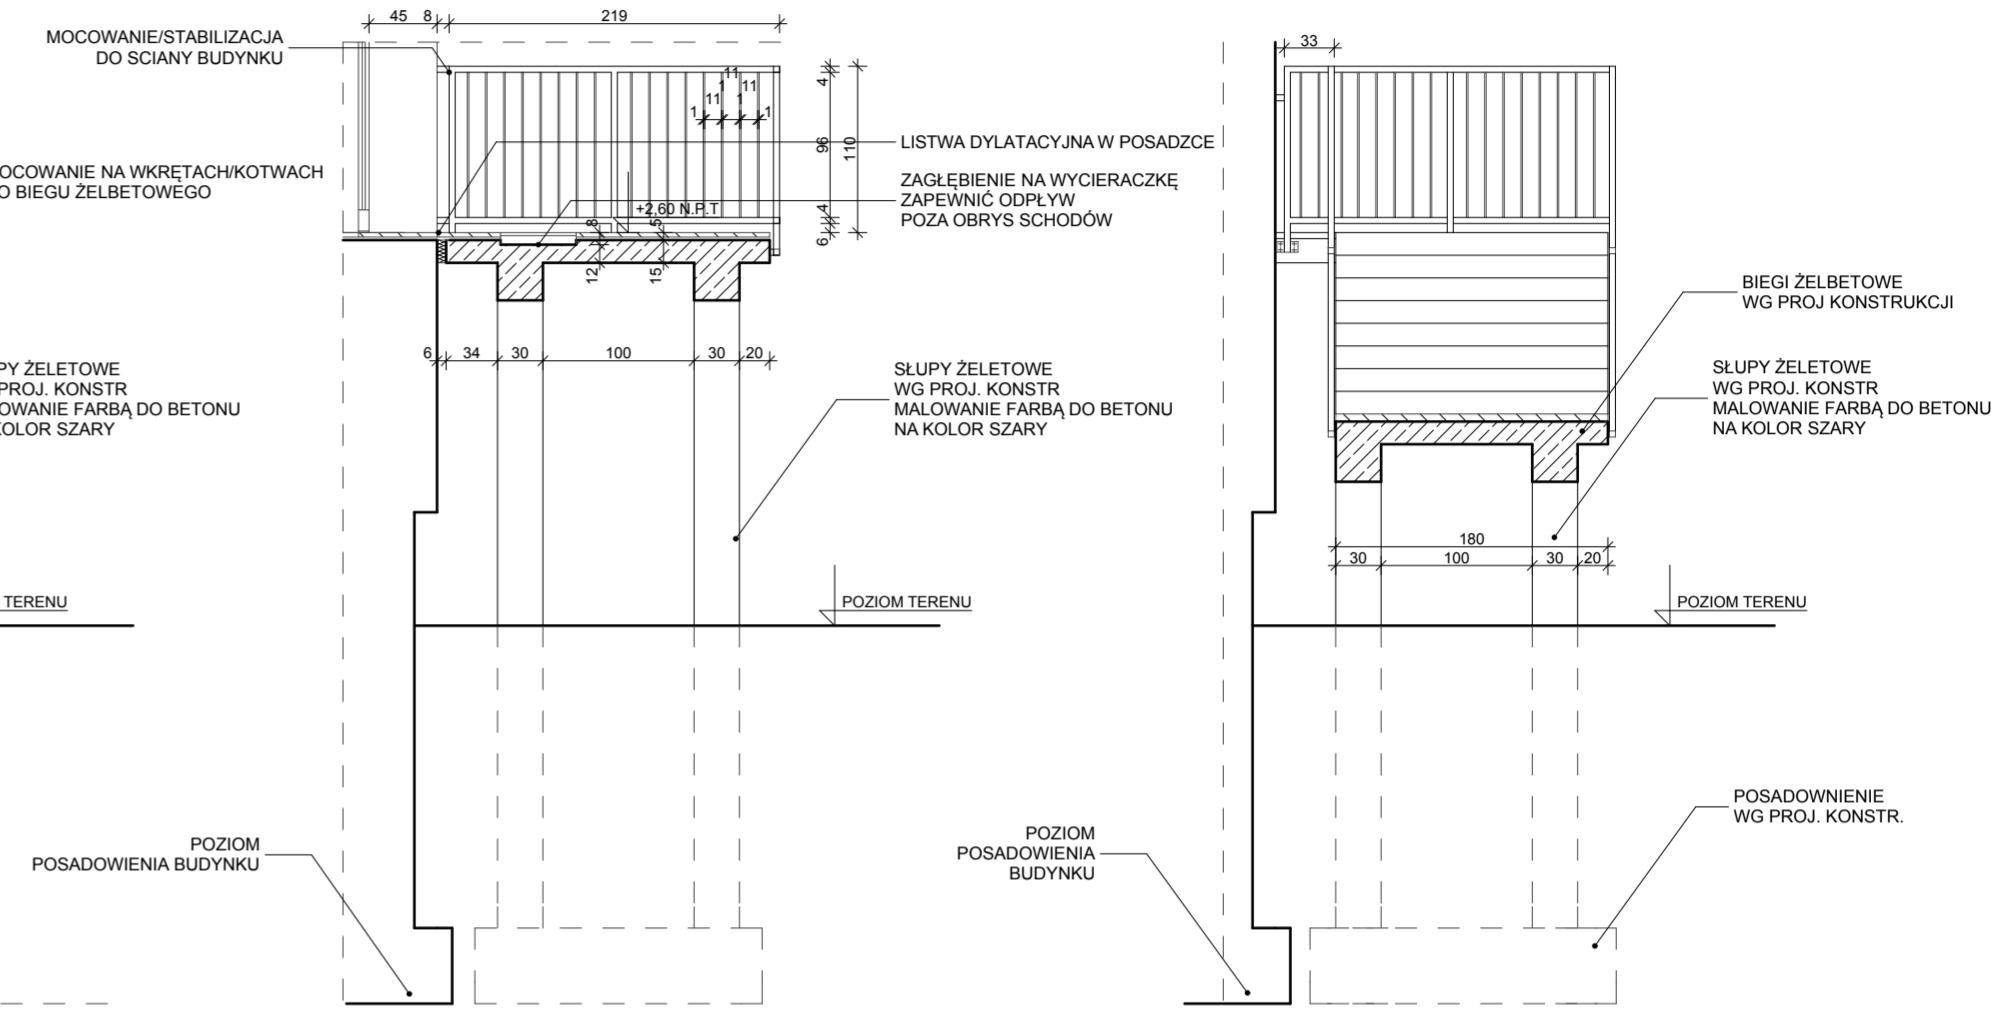 45 8 219
MOCOWANIE/STABILIZACJA
DO SCIANY BUDYNKU
33
11
1 11
11 1
1 1
4
96
110
4
6
LISTWA DYLATACYJNA W POSADZCE
OCOWANIE NA WKRĘTACH/KOTWACH
O BIEGU ŻELBETOWEGO
ZAGŁĘBIENIE NA WYCIERACZKĘ
ZAPEWNIĆ ODPŁYW
POZA OBRYS SCHODÓW
+2,60 N.P.T
8 5
12 15
BIEGI ŻELBETOWE
WG PROJ KONSTRUKCJI
6 34 30 100 30 20
PY ŻELETOWE
PROJ. KONSTR
OWANIE FARBĄ DO BETONU
KOLOR SZARY
SŁUPY ŻELETOWE
WG PROJ. KONSTR
MALOWANIE FARBĄ DO BETONU
NA KOLOR SZARY
SŁUPY ŻELETOWE
WG PROJ. KONSTR
MALOWANIE FARBĄ DO BETONU
NA KOLOR SZARY
180
30 100 30 20
TERENU
POZIOM TERENU
POZIOM TERENU
POSADOWNIENIE
WG PROJ. KONSTR.
POZIOM
POSADOWIENIA BUDYNKU
POZIOM
POSADOWIENIA
BUDYNKU